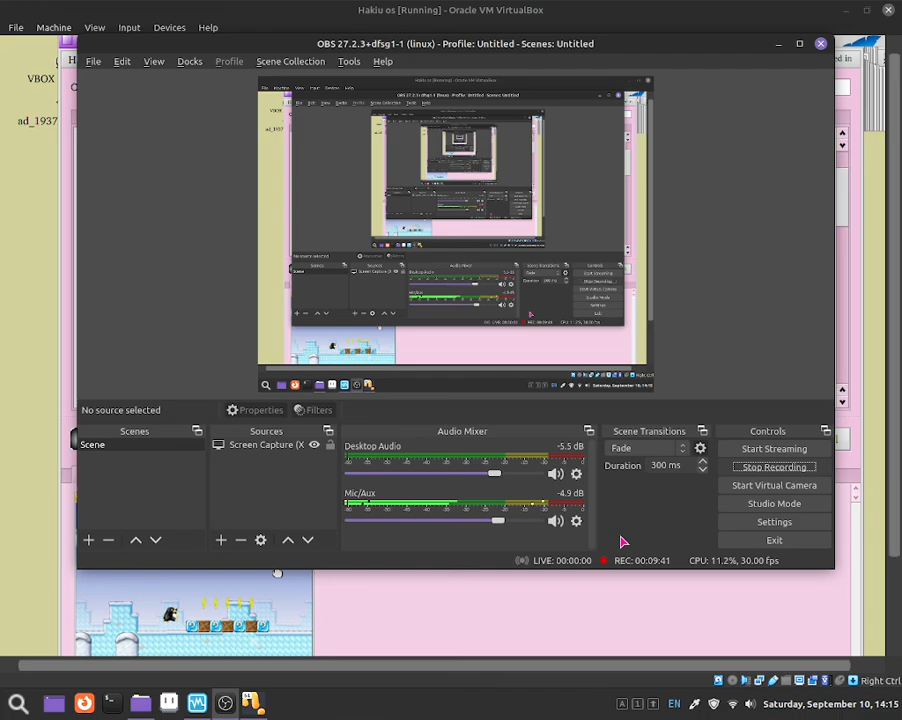 Hakiu os [Running] - Oracle VM VirtualBox
File Machine View Input Devices Help
OBS 27.2.3+dfsg1-1 (linux) - Profile: Untitled - Scenes: Untitled
File Edit View Docks Profile Scene Collection Tools Help
VBOX
ad_1937
No source selected
Properties
Filters
Scenes
Sources
Audio Mixer
Scene Transitions
Controls
Scene
Screen Capture (X
Desktop Audio -5.5 dB
Mic/Aux -4.9 dB
Fade
Duration 300 ms
Start Streaming
Stop Recording
Start Virtual Camera
Studio Mode
Settings
Exit
LIVE: 00:00:00 REC: 00:09:41 CPU: 11.2%, 30.00 fps
Right Ctrl
EN
Saturday, September 10, 14:15